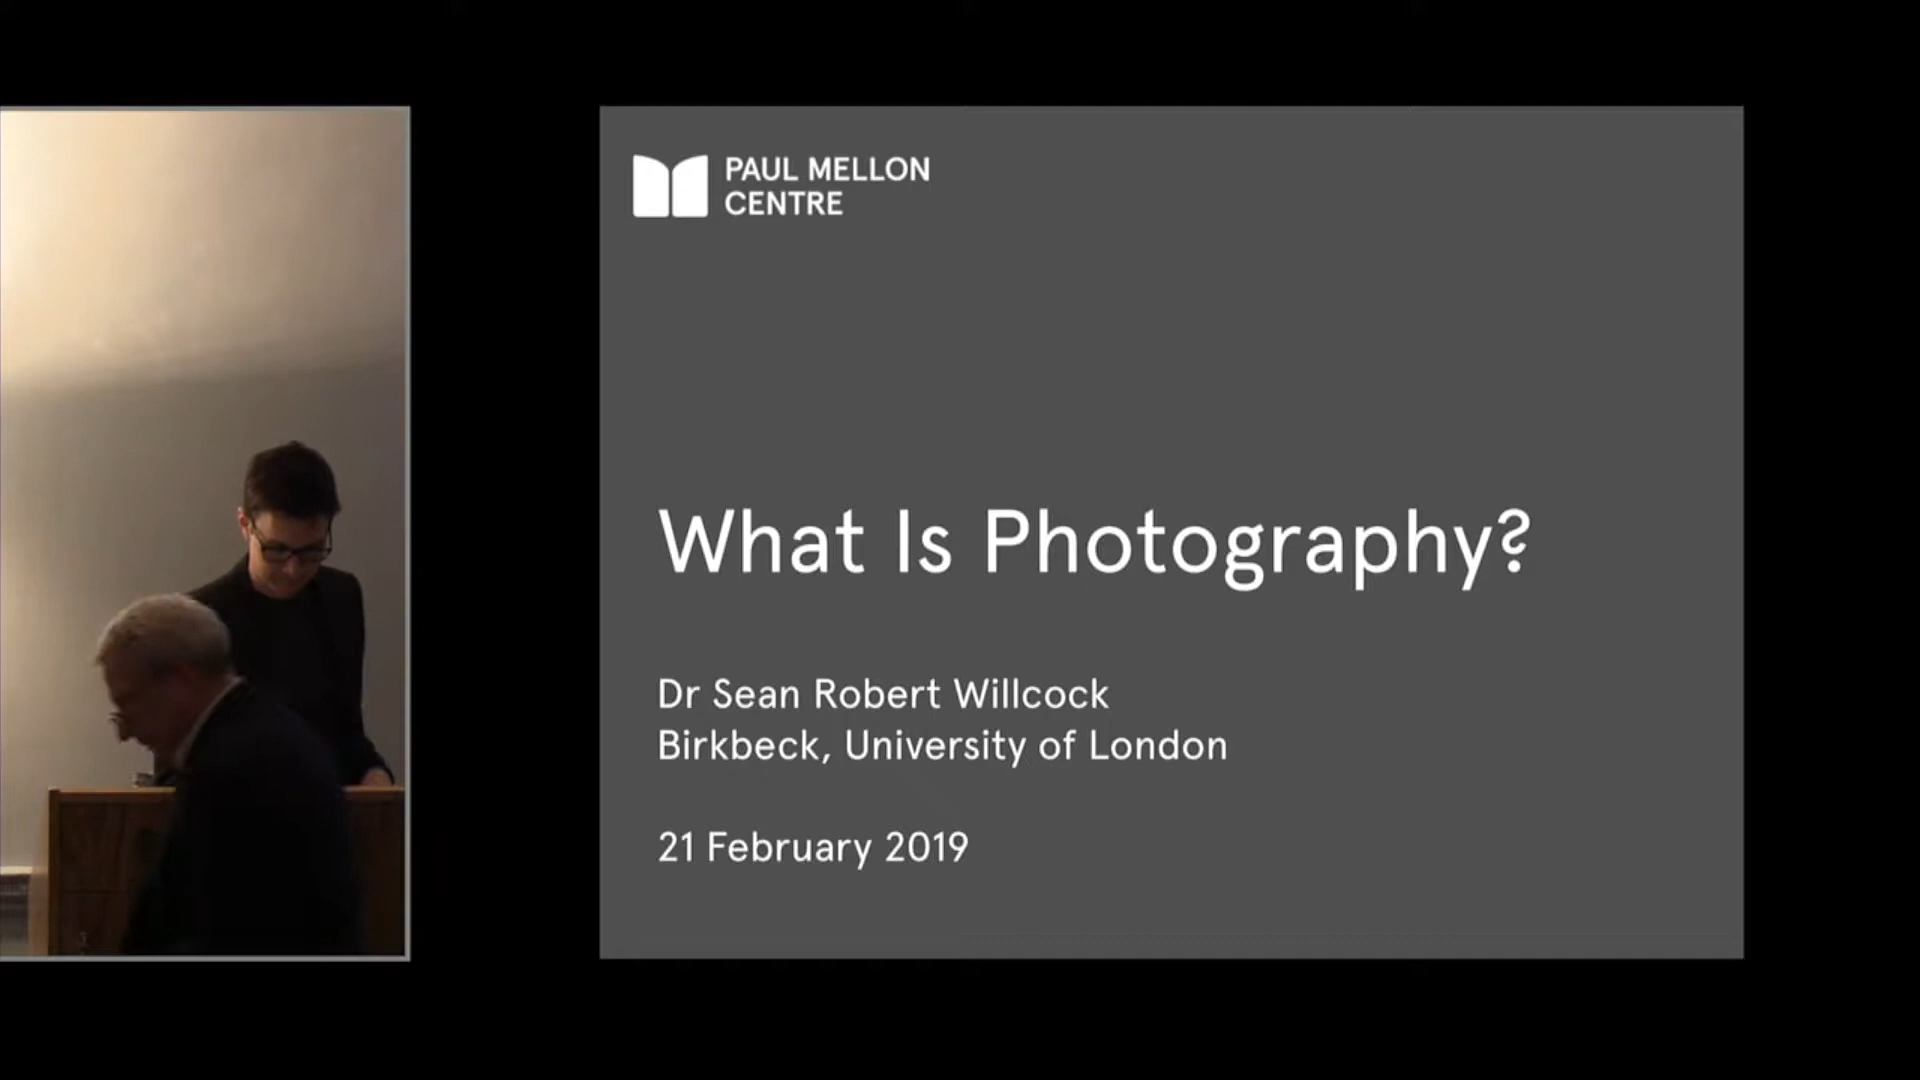 PAUL MELLON
CENTRE
What Is Photography?
Dr Sean Robert Willcock
Birkbeck, University of London
21 February 2019